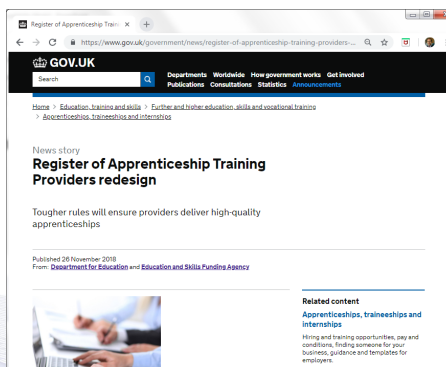 Register of Apprenticeship Traini
https://www.gov.uk/government/news/register-of-apprenticeship-training-providers-...
GOV.UK
Search
Departments Worldwide How government works Get involved
Publications Consultations Statistics Announcements
Home > Education, training and skills > Further and higher education, skills and vocational training
> Apprenticeships, traineeships and internships
News story
Register of Apprenticeship Training
Providers redesign
Tougher rules will ensure providers deliver high-quality
apprenticeships
Published 26 November 2018
From: Department for Education and Education and Skills Funding Agency
Related content
Apprenticeships, traineeships and
internships
Hiring and training opportunities, pay and
conditions, finding someone for your
business, guidance and templates for
employers.